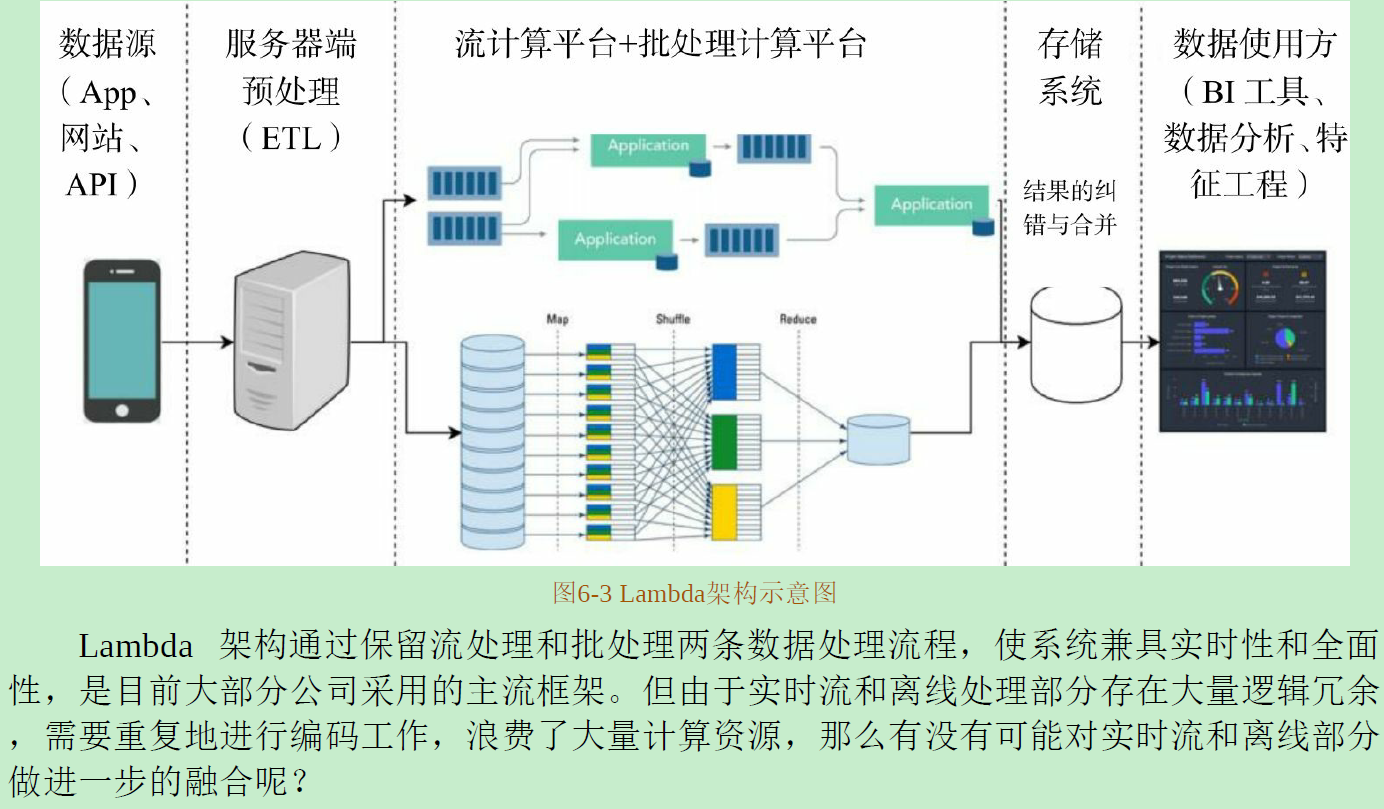 数据源
（App、
网站、
API）
服务器端
预处理
（ETL）
流计算平台+批处理计算平台
存储
系统
数据使用方
（BI 工具、
数据分析、特
征工程）
结果的纠
错与合并
Application
Application
Application
Map
Shuffle
Reduce
图6-3 Lambda架构示意图
Lambda 架构通过保留流处理和批处理两条数据处理流程，使系统兼具实时性和全面
性，是目前大部分公司采用的主流框架。但由于实时流和离线处理部分存在大量逻辑冗余
，需要重复地进行编码工作，浪费了大量计算资源，那么有没有可能对实时流和离线部分
做进一步的融合呢？